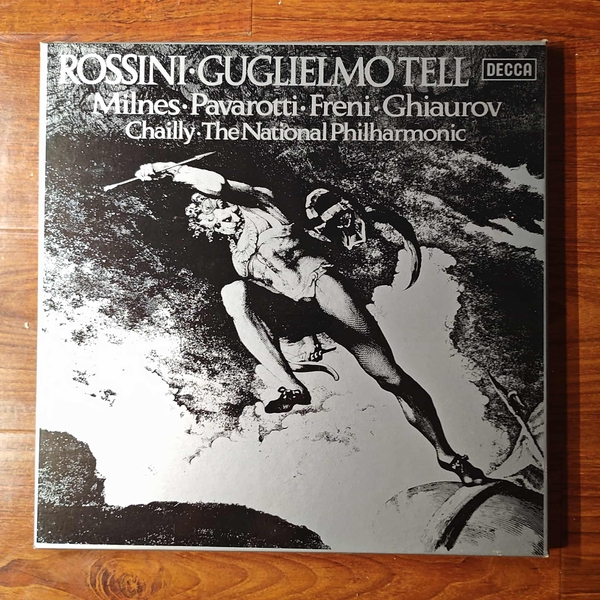 ROSSINI·GUGLIELMO TELL DECCA
Milnes·Pavarotti·Freni·Ghiaurov
Chailly·The National Philharmonic